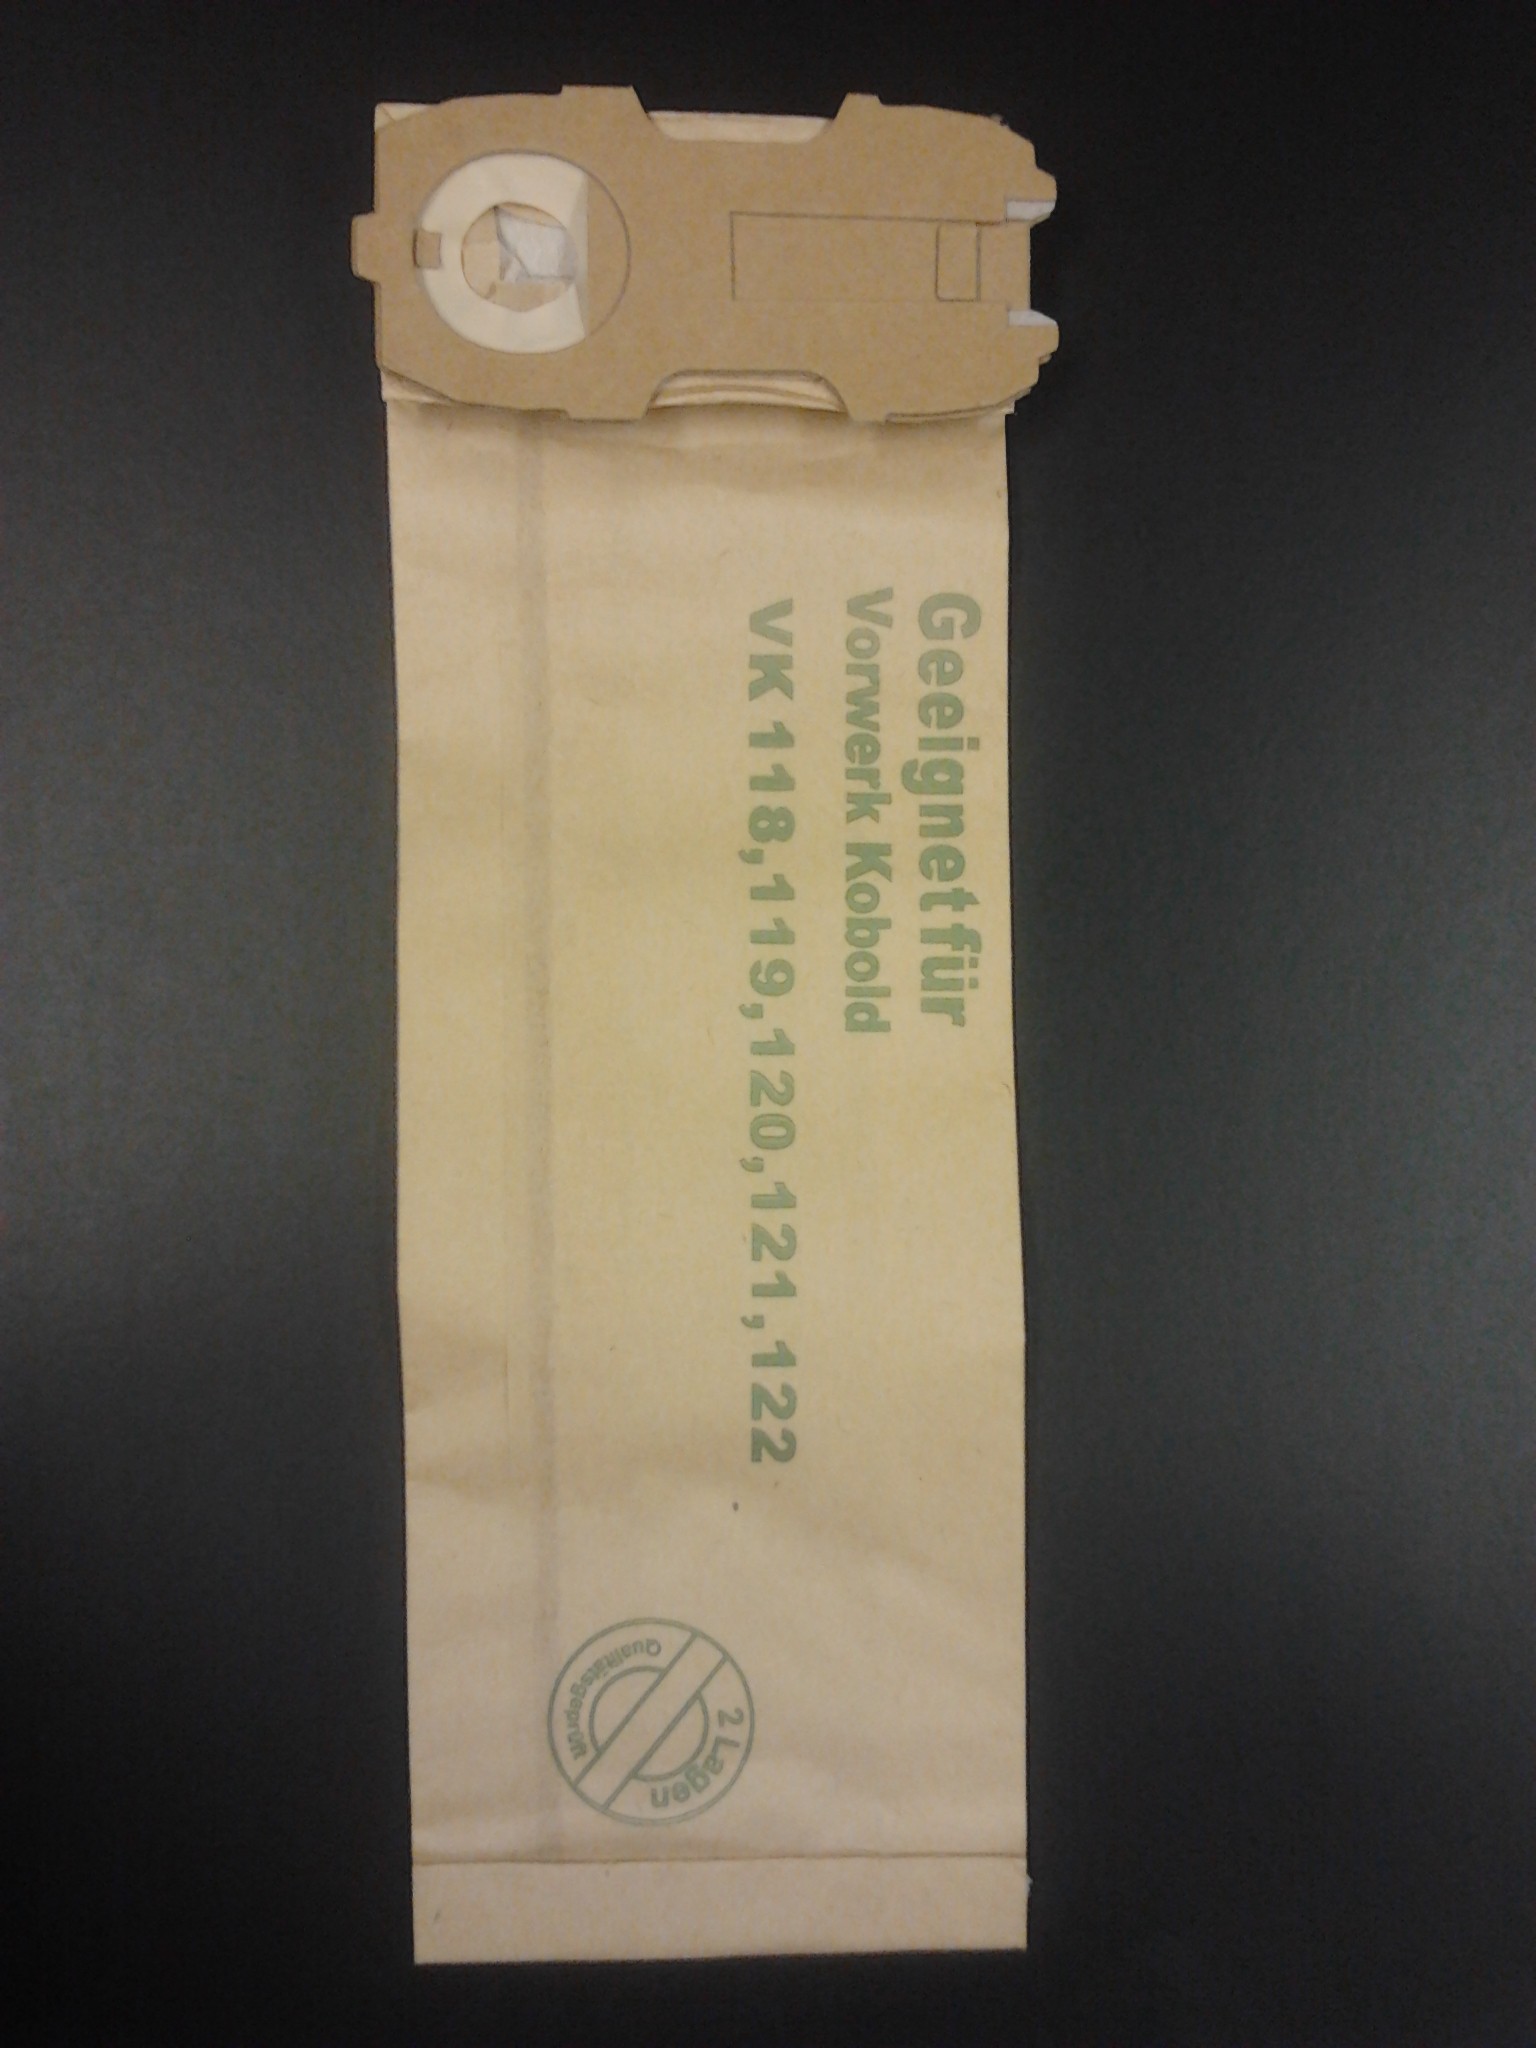 Geeignet für
Vorwerk Kobold
VK 118,119,120,121,122
2 Lagen
Qualitätsgeprüft